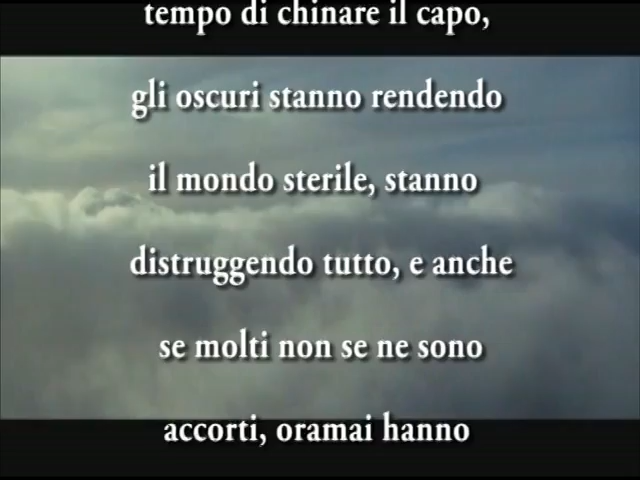 tempo di chinare il capo,
gli oscuri stanno rendendo
il mondo sterile, stanno
distruggendo tutto, e anche
se molti non se ne sono
accorti, oramai hanno